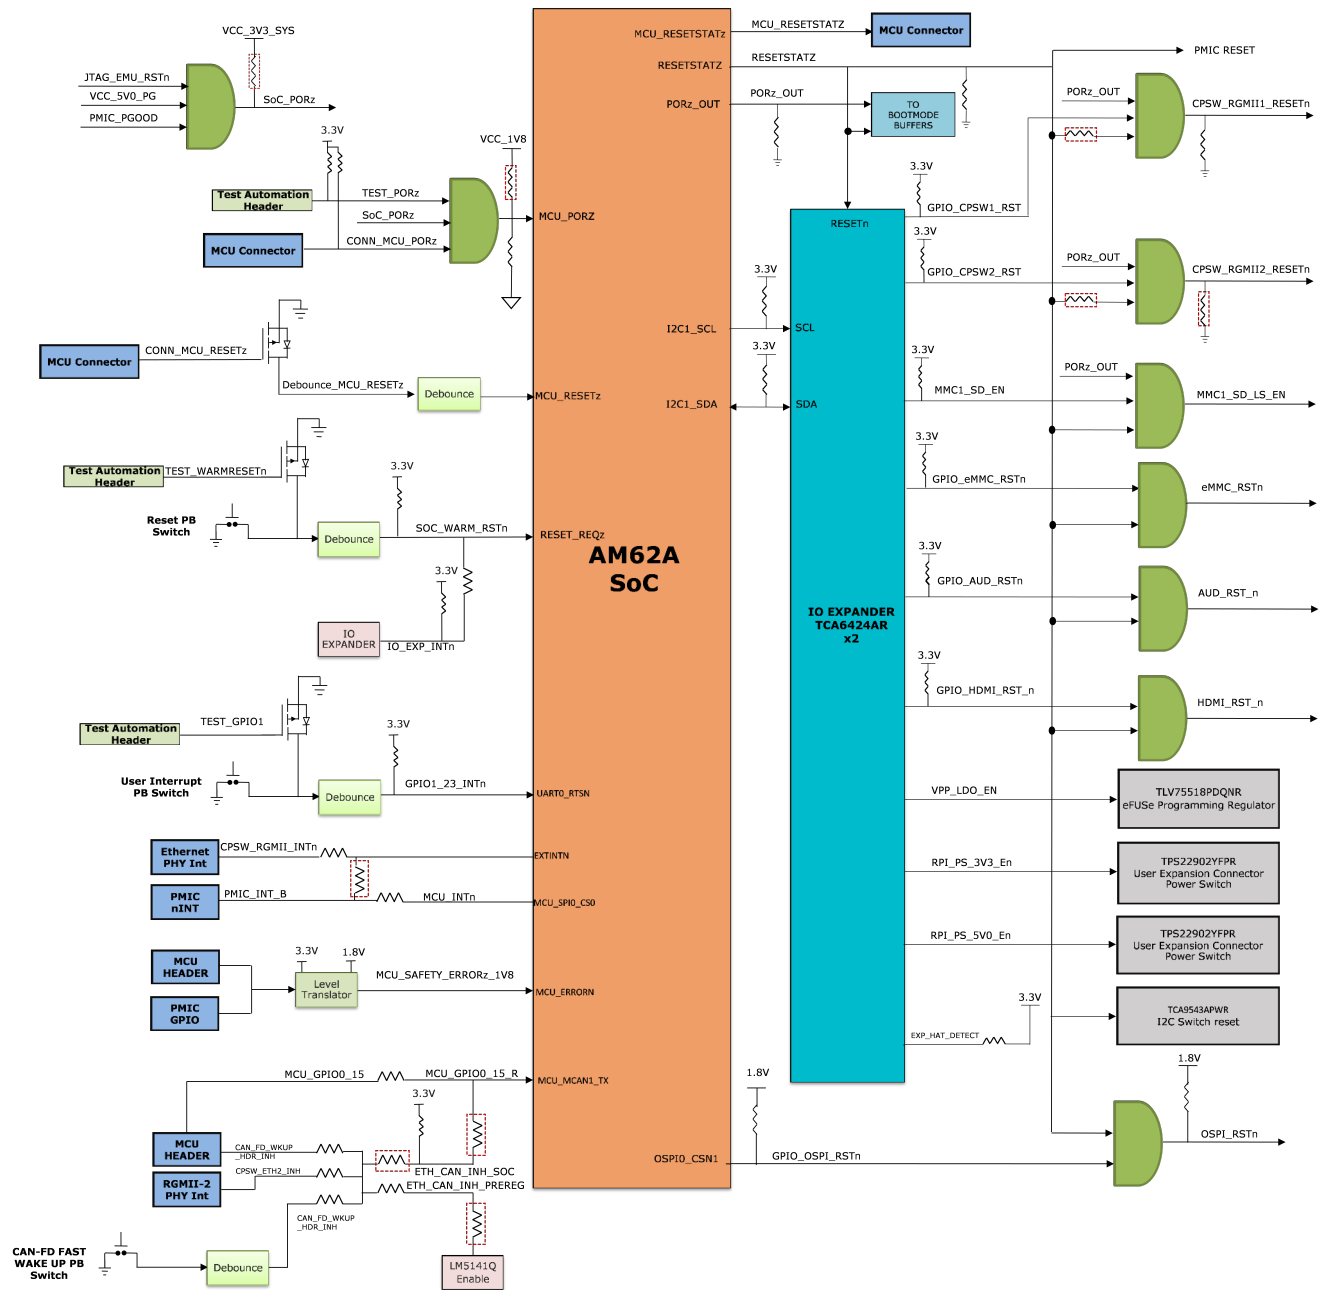 VCC_3V3_SYS
JTAG_EMU_RSTn
VCC_5V0_PG
PMIC_PGOOD
SoC_PORz
3.3V
VCC_1V8
Test Automation
Header
TEST_PORz
SoC_PORz
MCU Connector
CONN_MCU_PORz
MCU_PORZ
MCU Connector
CONN_MCU_RESETz
Debounce_MCU_RESETz
Debounce
MCU_RESETz
Test Automation
Header
TEST_WARMRESETn
Reset PB
Switch
Debounce
3.3V
SOC_WARM_RSTn
RESET_REQz
3.3V
IO
EXPANDER
IO_EXP_INTn
Test Automation
Header
TEST_GPIO1
User Interrupt
PB Switch
Debounce
3.3V
GPIO1_23_INTn
UART0_RTSN
Ethernet
PHY Int
CPSW_RGMII_INTn
EXTINTN
PMIC
nINT
PMIC_INT_B
MCU_INTn
MCU_SPI0_CS0
MCU
HEADER
PMIC
GPIO
3.3V
1.8V
Level
Translator
MCU_SAFETY_ERRORz_1V8
MCU_ERRORN
MCU_GPIO0_15
MCU_GPIO0_15_R
MCU_MCAN1_TX
3.3V
MCU
HEADER
CAN_FD_WKUP
_HDR_INH
RGMII-2
PHY Int
CPSW_ETH2_INH
ETH_CAN_INH_SOC
ETH_CAN_INH_PREREG
CAN_FD_WKUP
_HDR_INH
CAN-FD FAST
WAKE UP PB
Switch
Debounce
LM5141Q
Enable
AM62A
SoC
MCU_RESETSTATz
MCU_RESETSTATZ
MCU Connector
RESETSTATZ
RESETSTATZ
PORz_OUT
PORz_OUT
TO
BOOTMODE
BUFFERS
I2C1_SCL
3.3V
SCL
I2C1_SDA
3.3V
SDA
RESETn
IO EXPANDER
TCA6424AR
x2
OSPI0_CSN1
1.8V
GPIO_OSPI_RSTn
PMIC RESET
PORz_OUT
CPSW_RGMII1_RESETn
3.3V
GPIO_CPSW1_RST
3.3V
GPIO_CPSW2_RST
PORz_OUT
CPSW_RGMII2_RESETn
3.3V
MMC1_SD_EN
PORz_OUT
MMC1_SD_LS_EN
3.3V
GPIO_eMMC_RSTn
eMMC_RSTn
3.3V
GPIO_AUD_RSTn
AUD_RST_n
3.3V
GPIO_HDMI_RST_n
HDMI_RST_n
VPP_LDO_EN
TLV75518PDQNR
eFUSe Programming Regulator
RPI_PS_3V3_En
TPS22902YFPR
User Expansion Connector
Power Switch
RPI_PS_5V0_En
TPS22902YFPR
User Expansion Connector
Power Switch
TCA9543APWR
I2C Switch reset
3.3V
EXP_HAT_DETECT
1.8V
OSPI_RSTn